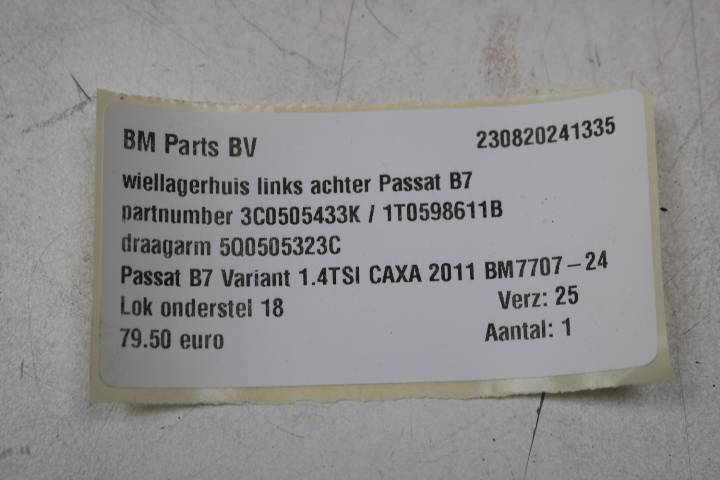 BM Parts BV 230820241335
wiellagerhuis links achter Passat B7
partnumber 3C0505433K / 1T0598611B
draagarm 5Q0505323C
Passat B7 Variant 1.4TSI CAXA 2011 BM7707-24
Lok onderstel 18 Verz: 25
79.50 euro Aantal: 1